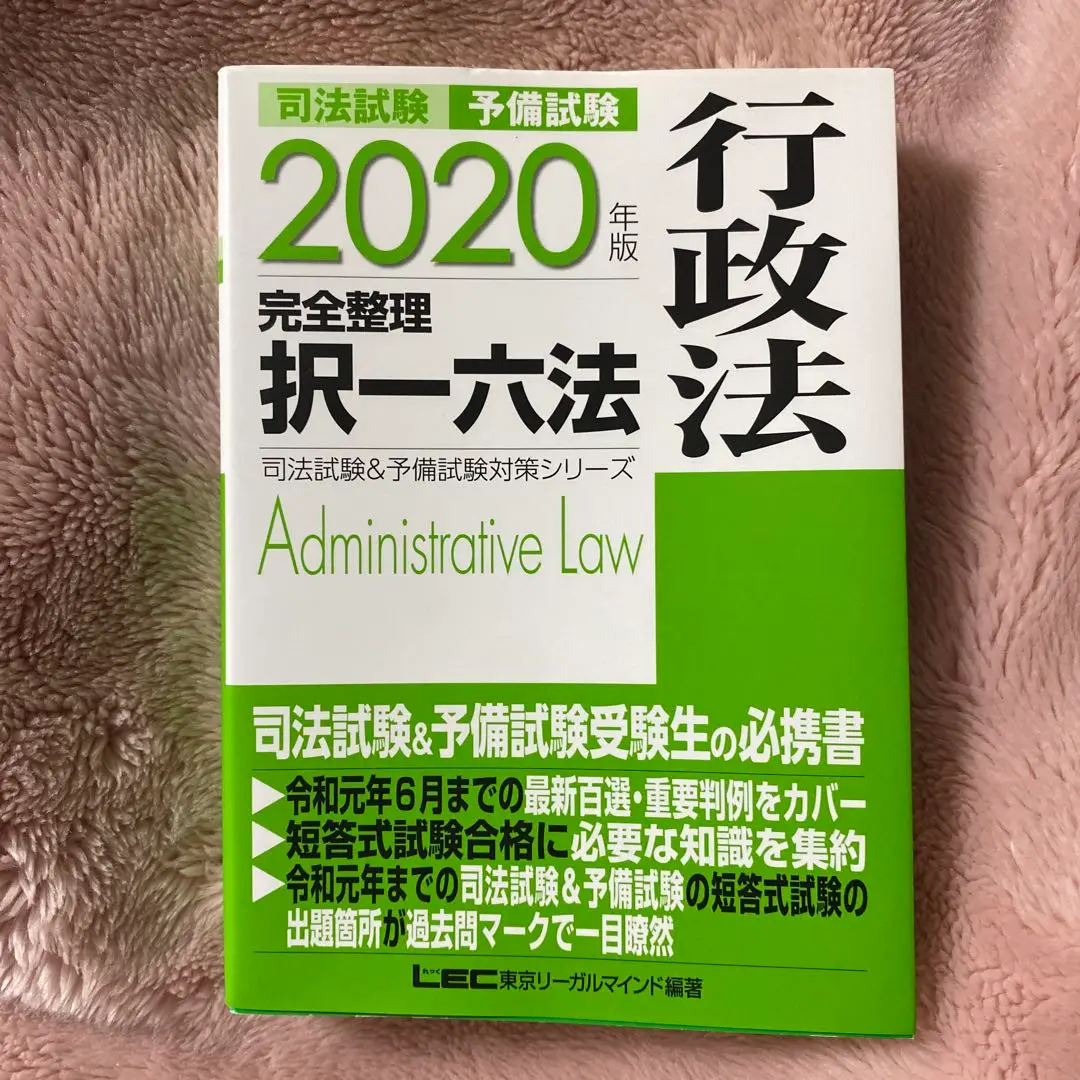 司法試験 予備試験
2020年版
行政法
完全整理
択一六法
司法試験&予備試験対策シリーズ
Administrative Law
司法試験&予備試験受験生の必携書
▶令和元年6月までの最新百選・重要判例をカバー
▶短答式試験合格に必要な知識を集約
▶令和元年までの司法試験&予備試験の短答式試験の
出題箇所が過去問マークで一目瞭然
れっく
LEC東京リーガルマインド編著